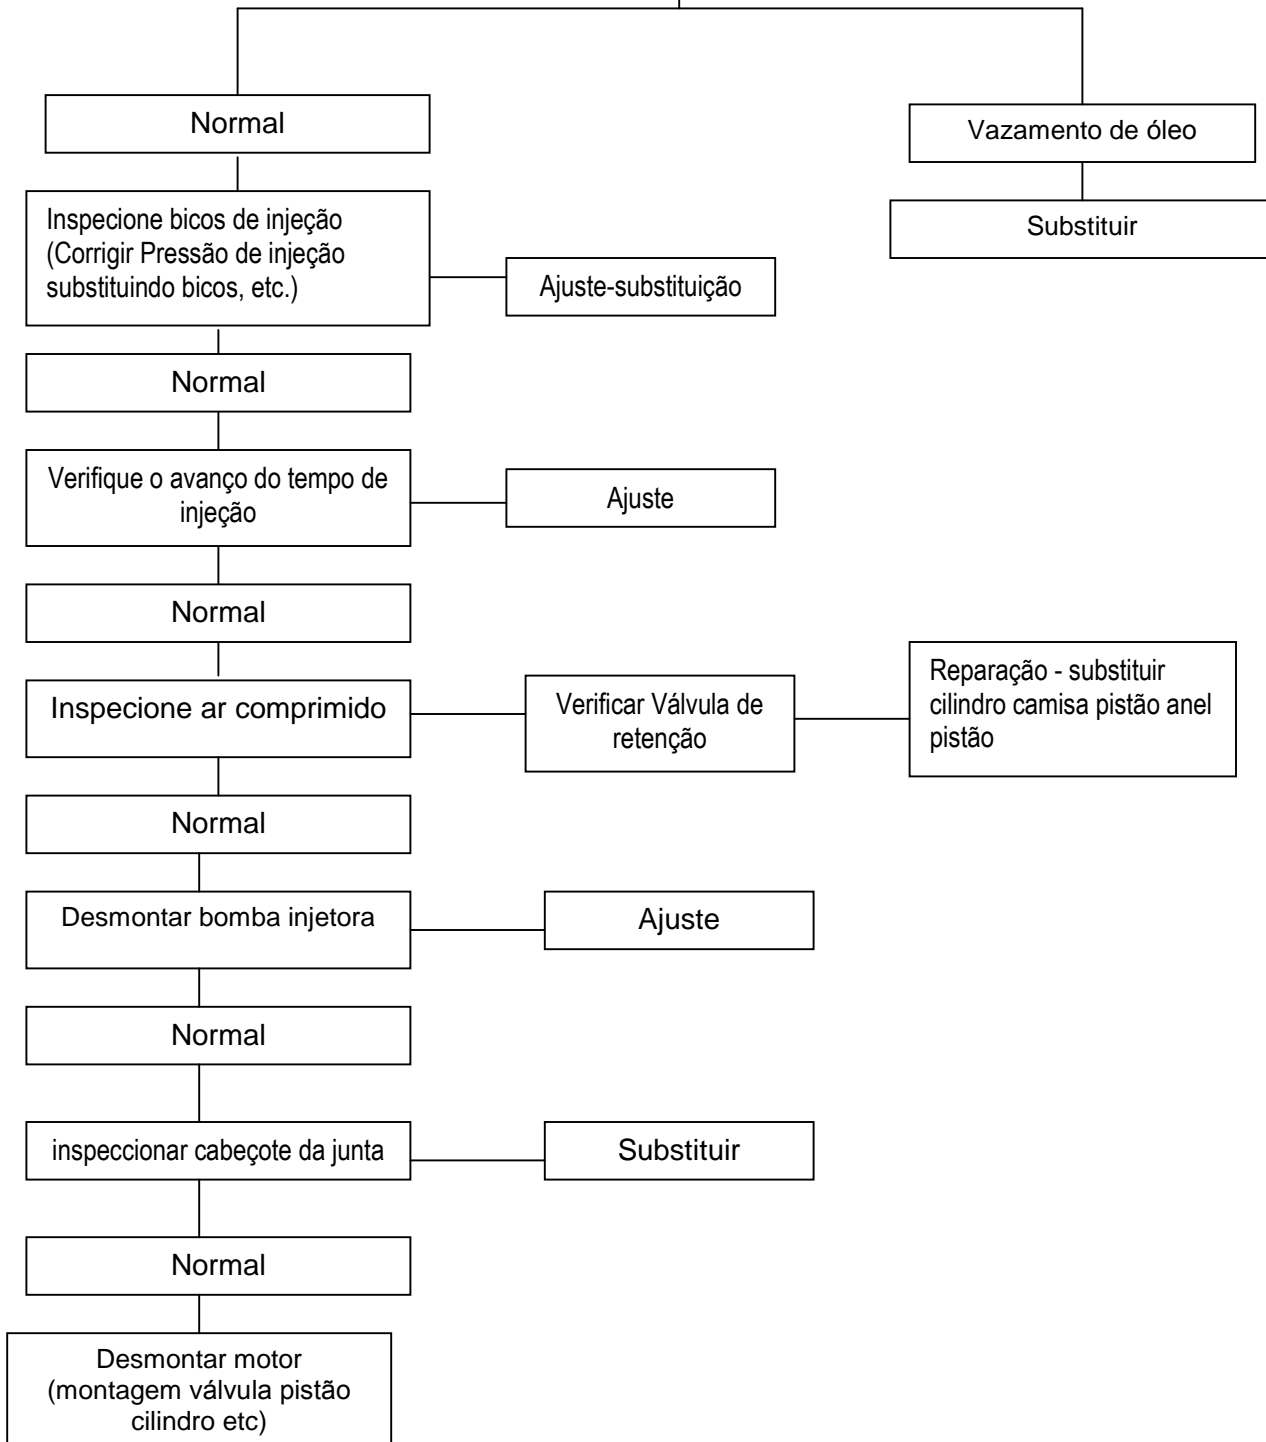 Normal
Vazamento de óleo
Inspecione bicos de injeção
(Corrigir Pressão de injeção
substituindo bicos, etc.)
Substituir
Ajuste-substituição
Normal
Verifique o avanço do tempo de
injeção
Ajuste
Normal
Inspecione ar comprimido
Verificar Válvula de
retenção
Reparação - substituir
cilindro camisa pistão anel
pistão
Normal
Desmontar bomba injetora
Ajuste
Normal
inspeccionar cabeçote da junta
Substituir
Normal
Desmontar motor
(montagem válvula pistão
cilindro etc)